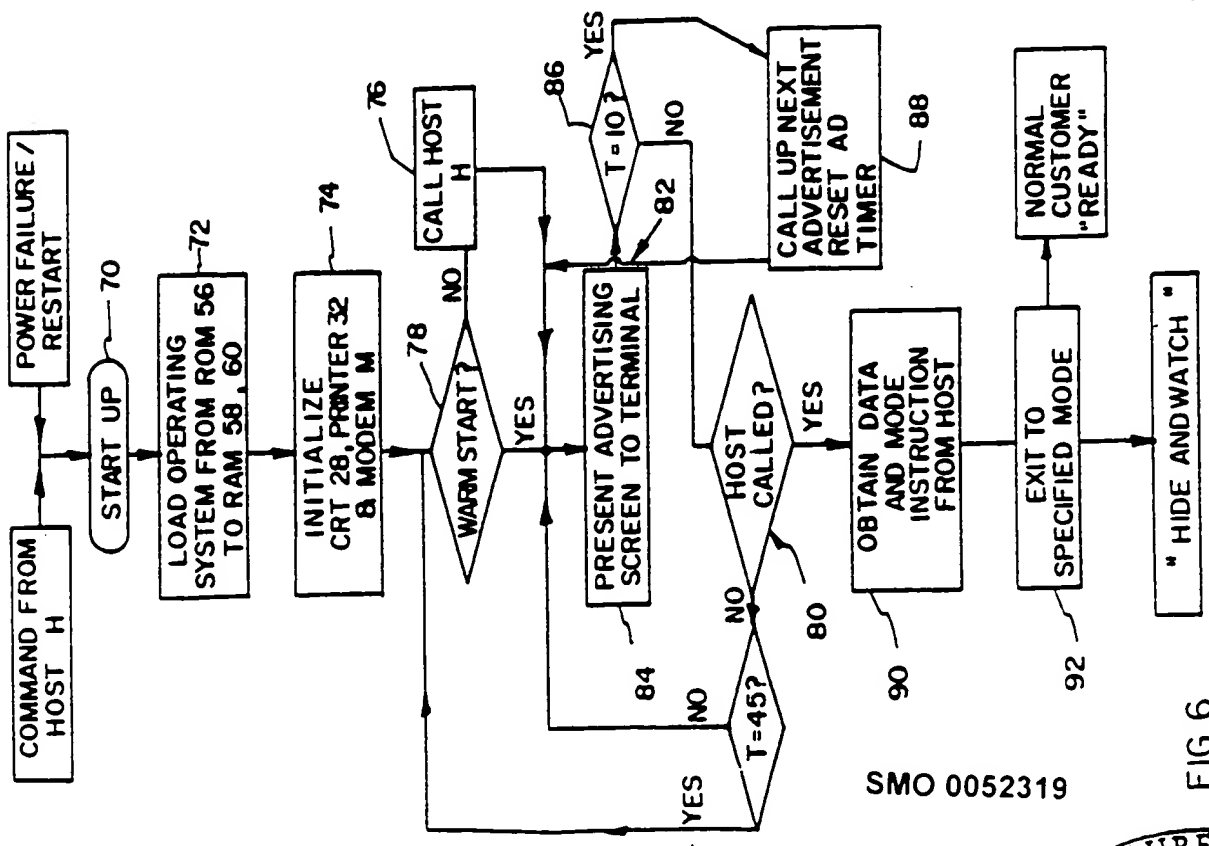 COMMAND FROM
HOST H
POWER FAILURE /
RESTART
START UP
70
LOAD OPERATING
SYSTEM FROM ROM 56
TO RAM 58, 60
72
INITIALIZE
CRT 28, PRINTER 32
& MODEM M
74
WARM START?
78
NO
YES
CALL HOST
H
76
PRESENT ADVERTISING
SCREEN TO TERMINAL
84
82
T=10?
86
YES
NO
CALL UP NEXT
ADVERTISEMENT
RESET AD
TIMER
88
HOST
CALLED?
80
NO
YES
T=45?
NO
YES
OBTAIN DATA
AND MODE
INSTRUCTION
FROM HOST
90
EXIT TO
SPECIFIED MODE
92
NORMAL
CUSTOMER
"READY"
" HIDE ANDWATCH "
SMO 0052319
FIG 6